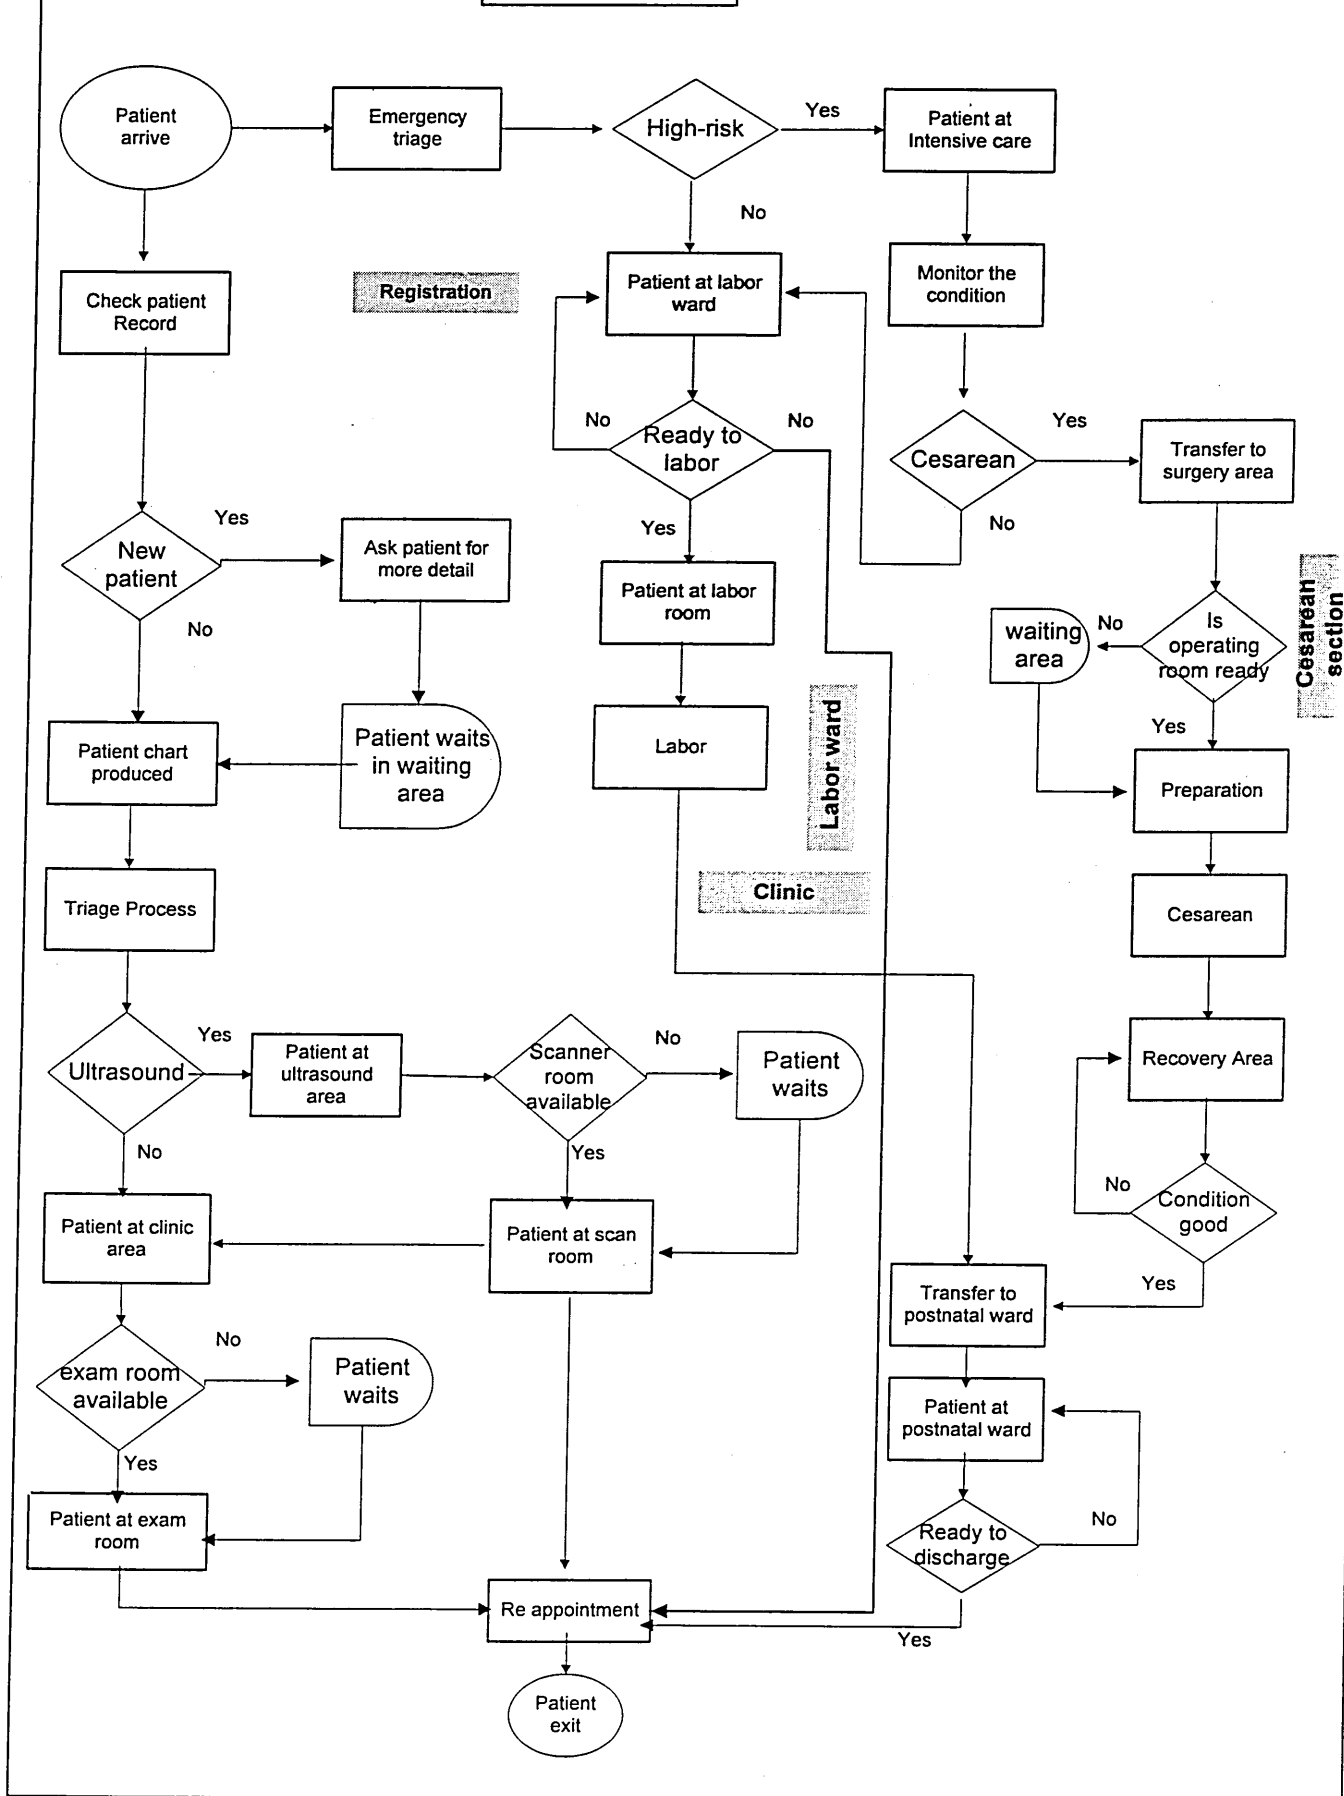 Patient
arrive
Emergency
triage
High-risk
Yes
Patient at
Intensive care
No
Check patient
Record
Registration
Patient at labor
ward
Monitor the
condition
No
Ready to
labor
No
Cesarean
Yes
Transfer to
surgery area
No
Yes
New
patient
Yes
Ask patient for
more detail
No
Patient at labor
room
waiting
area
No
Is
operating
room ready
Cesarean
section
Yes
Patient chart
produced
Patient waits
in waiting
area
Labor
Labor ward
Preparation
Clinic
Triage Process
Cesarean
Ultrasound
Yes
Patient at
ultrasound
area
Scanner
room
available
No
Patient
waits
Recovery Area
No
Yes
No
Condition
good
Yes
Patient at clinic
area
Patient at scan
room
Transfer to
postnatal ward
exam room
available
No
Patient
waits
Patient at
postnatal ward
Yes
Patient at exam
room
Ready to
discharge
No
Re appointment
Yes
Patient
exit